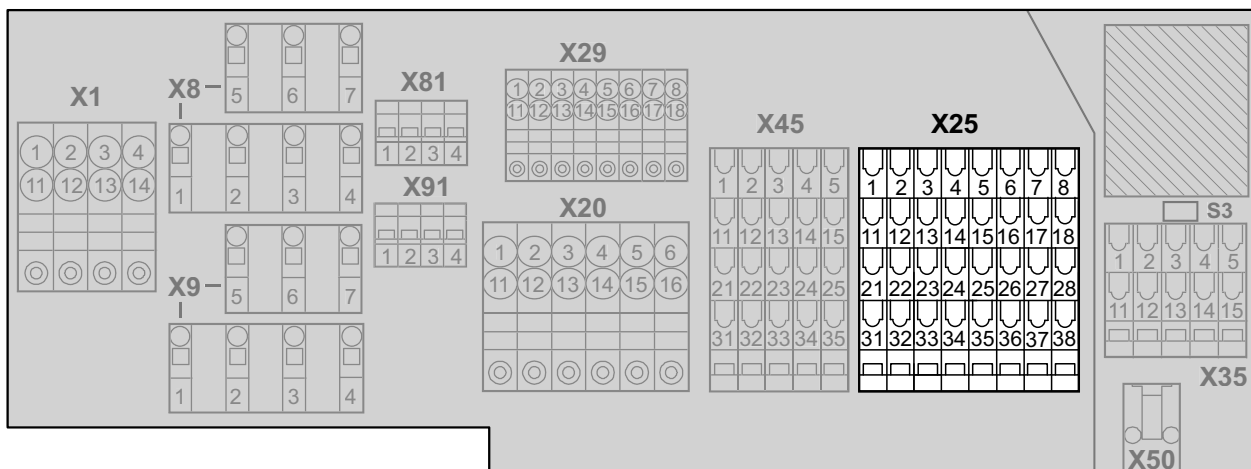 X1
1 2 3 4
11 12 13 14
X8
5 6 7
1 2 3 4
X9
5 6 7
1 2 3 4
X81
1 2 3 4
X91
1 2 3 4
X29
1 2 3 4 5 6 7 8
11 12 13 14 15 16 17 18
X20
1 2 3 4 5 6
11 12 13 14 15 16
X45
1 2 3 4 5
11 12 13 14 15
21 22 23 24 25
31 32 33 34 35
X25
1 2 3 4 5 6 7 8
11 12 13 14 15 16 17 18
21 22 23 24 25 26 27 28
31 32 33 34 35 36 37 38
S3
1 2 3 4 5
11 12 13 14 15
X35
X50